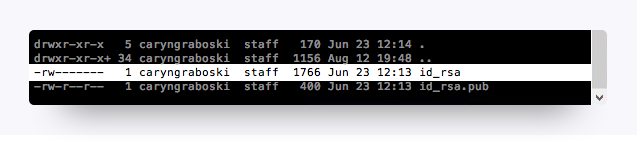 drwxr-xr-x   5 caryngraboski  staff   170 Jun 23 12:14 .
drwxr-xr-x+ 34 caryngraboski  staff  1156 Aug 12 19:48 ..
-rw-------   1 caryngraboski  staff  1766 Jun 23 12:13 id_rsa
-rw-r--r--   1 caryngraboski  staff   400 Jun 23 12:13 id_rsa.pub